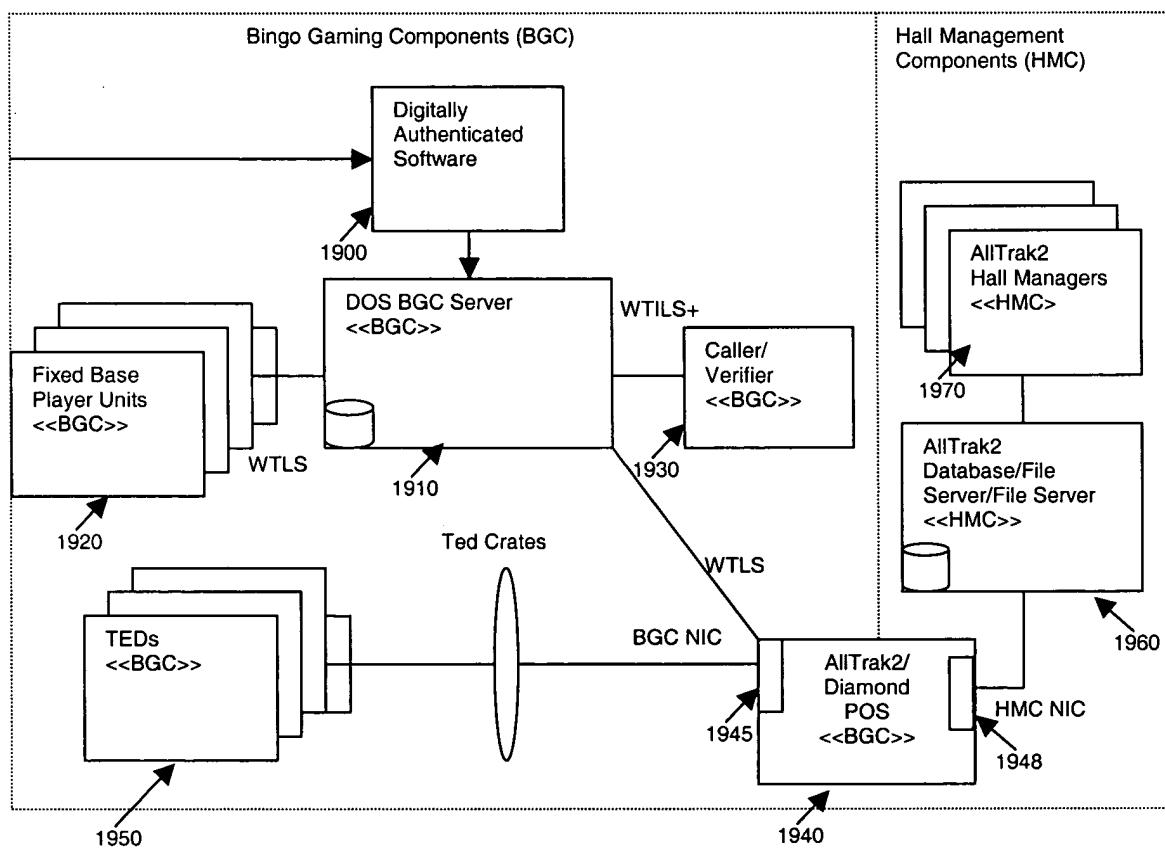 Bingo Gaming Components (BGC)
Hall Management
Components (HMC)
Digitally
Authenticated
Software
1900
DOS BGC Server
<<BGC>>
WTILS+
AllTrak2
Hall Managers
<<HMC>
1970
Fixed Base
Player Units
<<BGC>>
WTLS
1920
1910
Caller/
Verifier
<<BGC>>
1930
AllTrak2
Database/File
Server/File Server
<<HMC>>
1960
Ted Crates
WTLS
TEDs
<<BGC>>
1950
BGC NIC
1945
AllTrak2/
Diamond
POS
<<BGC>>
HMC NIC
1948
1940